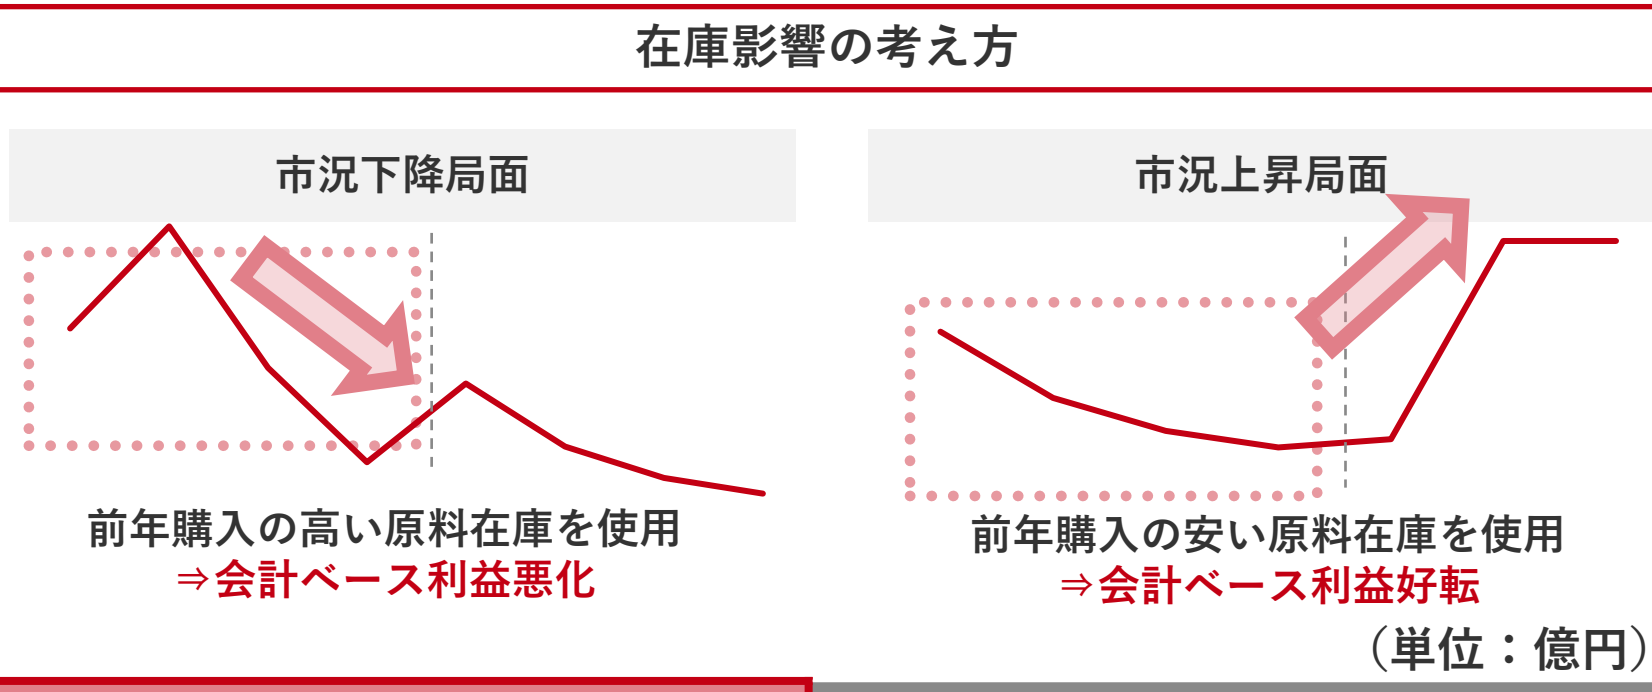 在庫影響の考え方
市況下降局面
前年購入の高い原料在庫を使用
⇒会計ベース利益悪化
市況上昇局面
前年購入の安い原料在庫を使用
⇒会計ベース利益好転
（単位：億円）